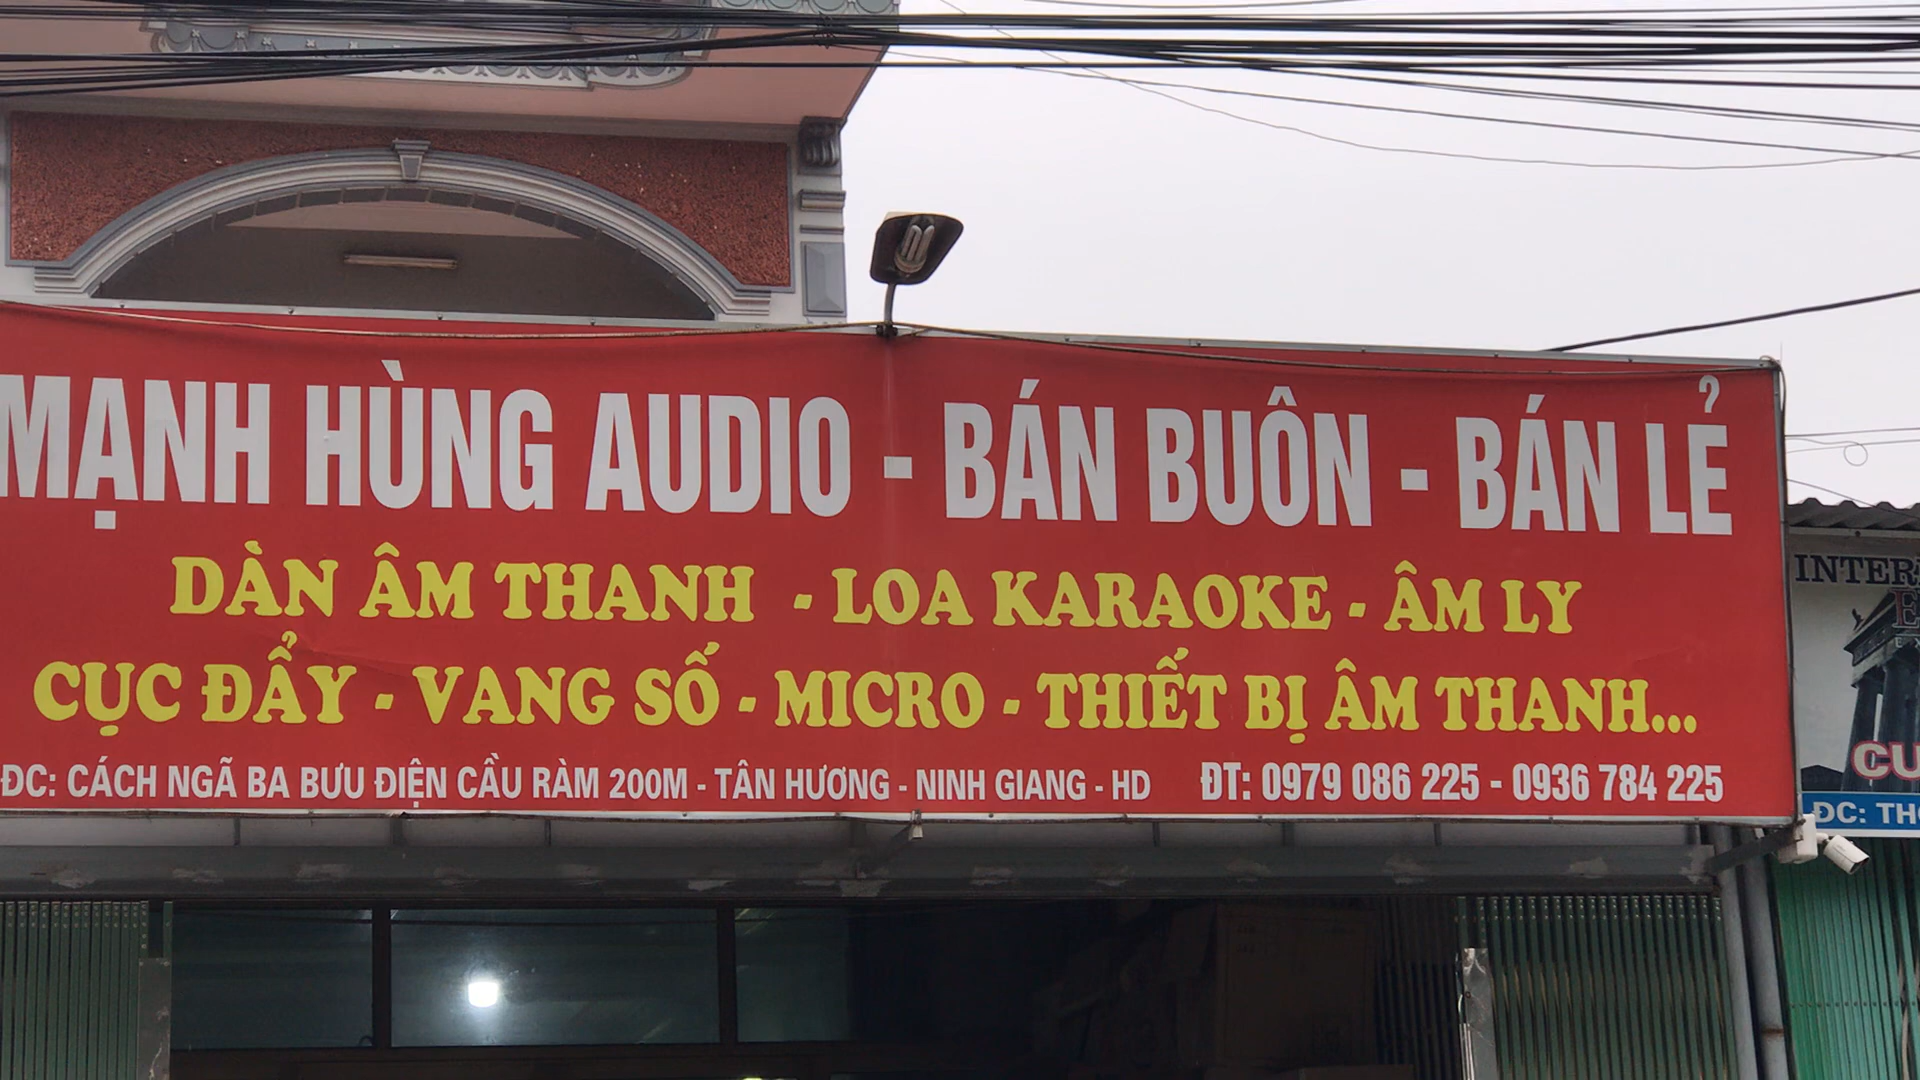 MẠNH HÙNG AUDIO - BÁN BUÔN - BÁN LẺ
DÀN ÂM THANH - LOA KARAOKE - ÂM LY
CỤC ĐẨY - VANG SỐ - MICRO - THIẾT BỊ ÂM THANH...
ĐC: CÁCH NGÃ BA BƯU ĐIỆN CẦU RÀM 200M - TÂN HƯƠNG - NINH GIANG - HD ĐT: 0979 086 225 - 0936 784 225
ĐC: